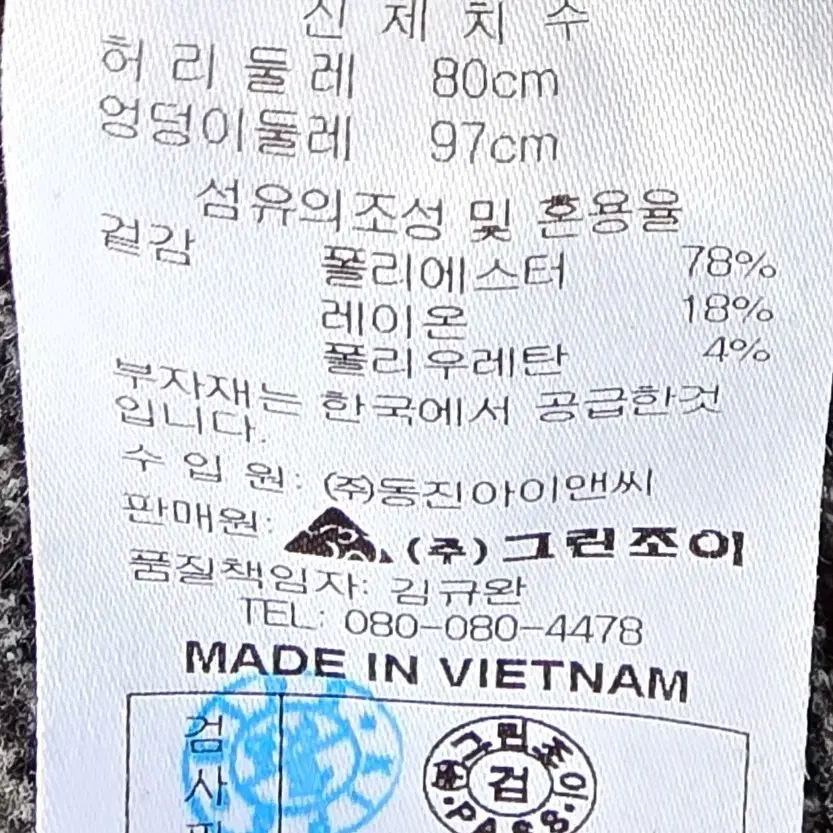 신 체 치 수
허 리 둘 레 80cm
엉덩이둘레 97cm
섬유의조성 및 혼용율
겉감
폴리에스터 78%
레이온 18%
폴리우레탄 4%
부자재는 한국에서 공급한것
입니다.
수 입 원: (주)동진아이앤씨
판매원: (주)그린조이
품질책임자: 김규완
TEL: 080-080-4478
MADE IN VIETNAM
검
사
그린조이
검
PASS